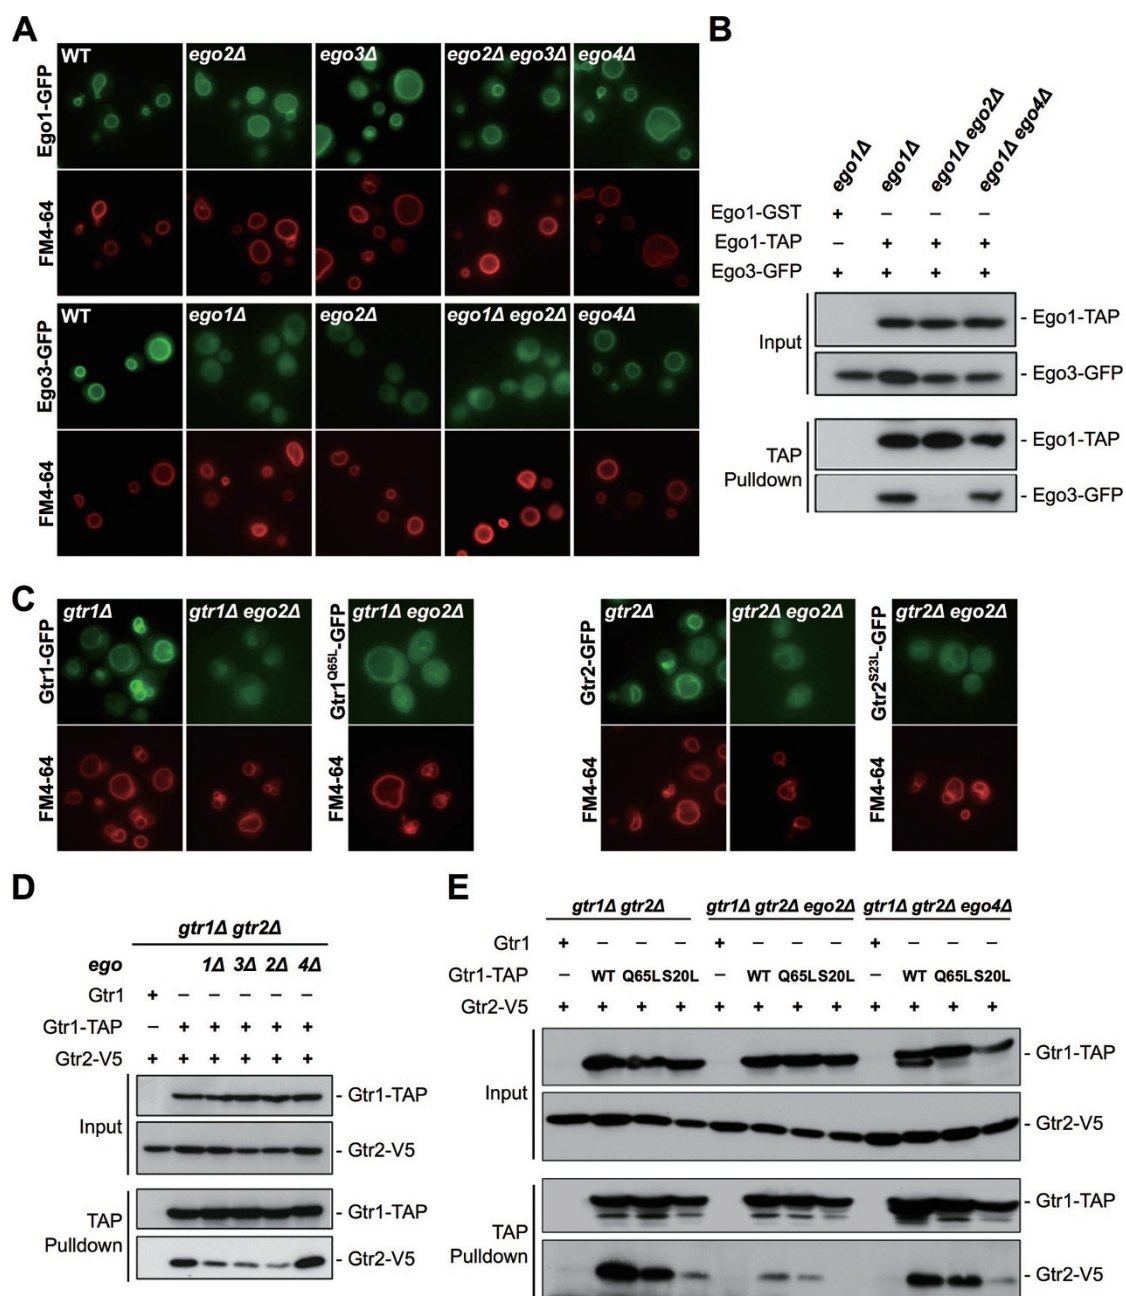 A
WT
ego2Δ
ego3Δ
ego2Δ ego3Δ
ego4Δ
Ego1-GFP
FM4-64
WT
ego1Δ
ego2Δ
ego1Δ ego2Δ
ego4Δ
Ego3-GFP
FM4-64
B
ego1Δ
ego1Δ
ego1Δ ego2Δ
ego1Δ ego4Δ
Ego1-GST + – – –
Ego1-TAP – + + +
Ego3-GFP + + + +
Input
- Ego1-TAP
- Ego3-GFP
TAP
Pulldown
- Ego1-TAP
- Ego3-GFP
C
gtr1Δ
gtr1Δ ego2Δ
gtr1Δ ego2Δ
Gtr1-GFP
Gtr1Q65L-GFP
FM4-64
FM4-64
gtr2Δ
gtr2Δ ego2Δ
gtr2Δ ego2Δ
Gtr2-GFP
Gtr2S23L-GFP
FM4-64
FM4-64
D
gtr1Δ gtr2Δ
ego 1Δ 3Δ 2Δ 4Δ
Gtr1 + – – – – –
Gtr1-TAP – + + + + +
Gtr2-V5 + + + + + +
Input
- Gtr1-TAP
- Gtr2-V5
TAP
Pulldown
- Gtr1-TAP
- Gtr2-V5
E
gtr1Δ gtr2Δ gtr1Δ gtr2Δ ego2Δ gtr1Δ gtr2Δ ego4Δ
Gtr1 + – – – + – – – + – – –
Gtr1-TAP – WT Q65L S20L – WT Q65L S20L – WT Q65L S20L
Gtr2-V5 + + + + + + + + + + + +
Input
- Gtr1-TAP
- Gtr2-V5
TAP
Pulldown
- Gtr1-TAP
- Gtr2-V5